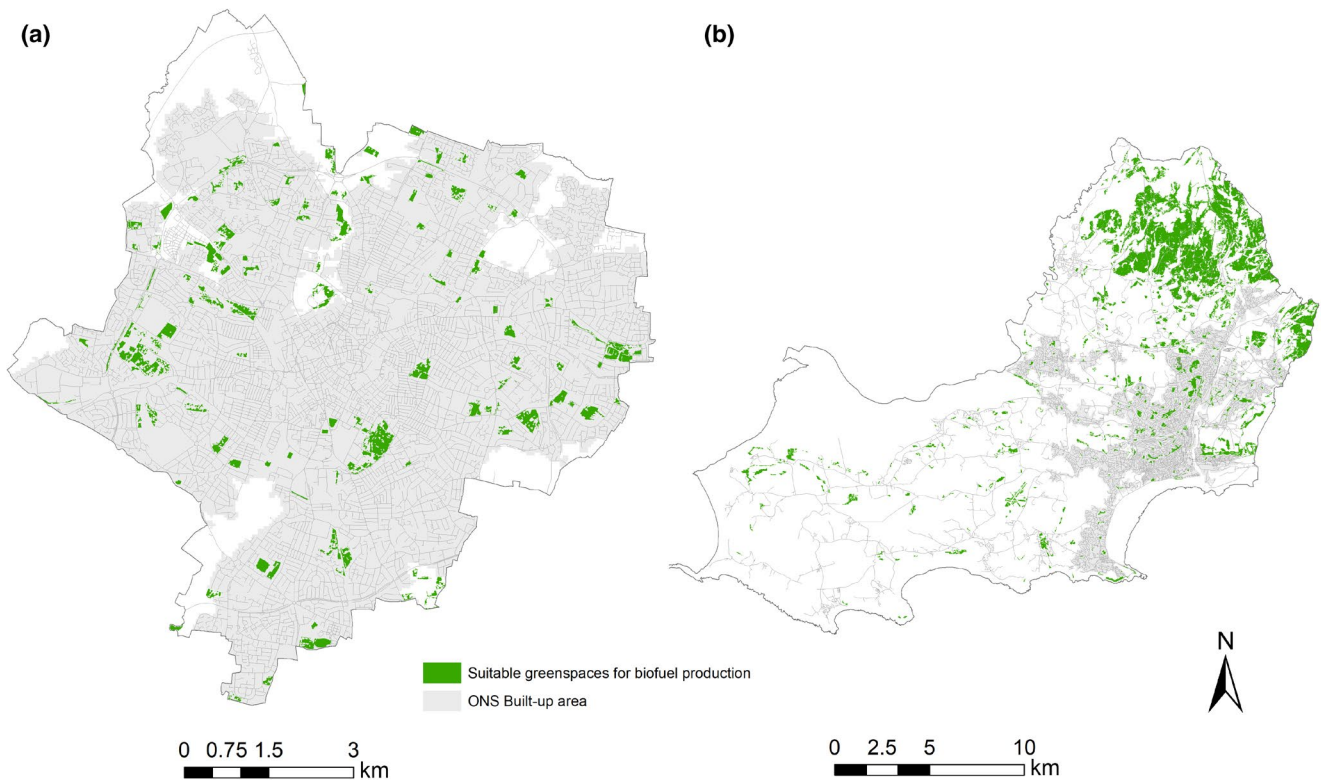 (a)
(b)
Suitable greenspaces for biofuel production
ONS Built-up area
N
0 0.75 1.5 3
km
0 2.5 5 10
km